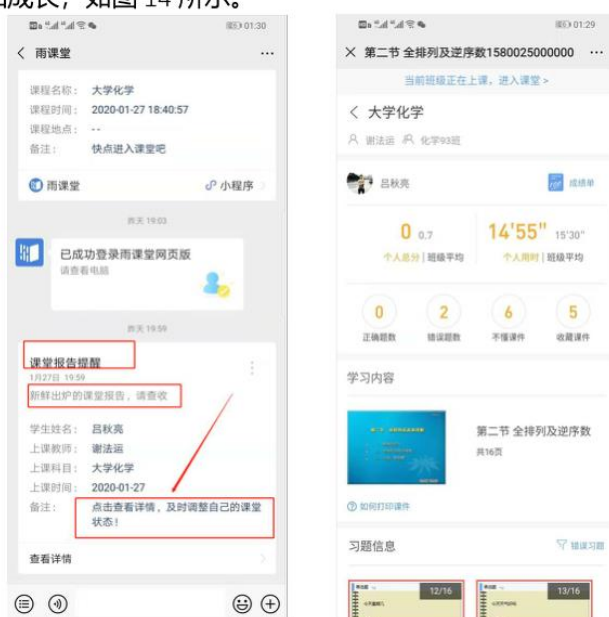 成长，如图 14 所示。
01:30
雨课堂
课程名称： 大学化学
课程时间： 2020-01-27 18:40:57
课程地点： --
备注： 快点进入课堂吧
雨课堂
小程序
昨天 19:03
已成功登录雨课堂网页版
请查看电脑
昨天 19:59
课堂报告提醒
1月27日 19:59
新鲜出炉的课堂报告，请查收
学生姓名： 吕秋亮
上课教师： 谢法运
上课科目： 大学化学
上课时间： 2020-01-27
备注： 点击查看详情，及时调整自己的课堂
状态！
查看详情
01:29
第二节 全排列及逆序数1580025000000
当前班级正在上课，进入课堂 >
大学化学
谢法运 化学93班
吕秋亮
成绩单
0 0.7
个人总分 | 班级平均
14'55" 15'30"
个人用时 | 班级平均
0 2 6 5
正确题数 错误题数 不懂课件 收藏课件
学习内容
第二节 全排列及逆序数
共16页
如何打印课件
习题信息
错误习题
12/16
13/16